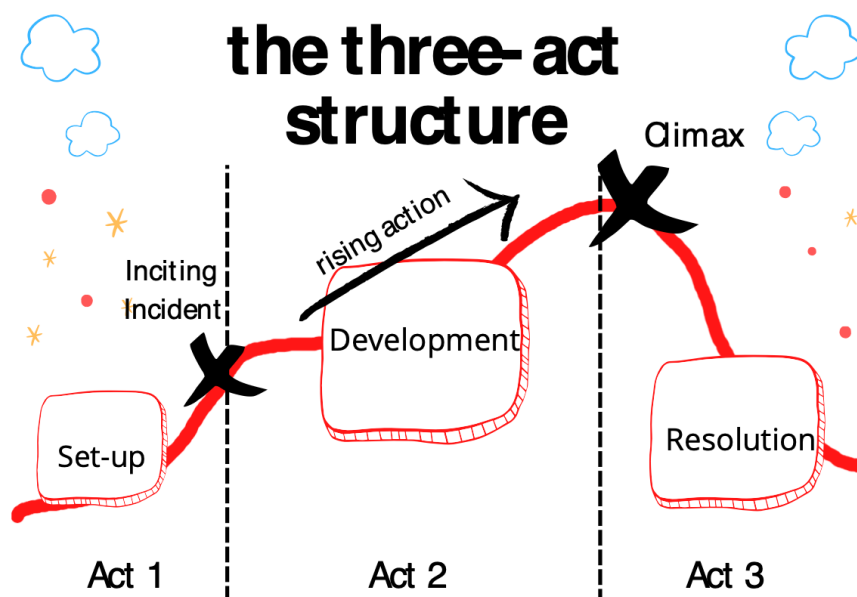 the three-act
structure
Climax
rising action
Inciting
Incident
Development
Set-up
Resolution
Act 1
Act 2
Act 3